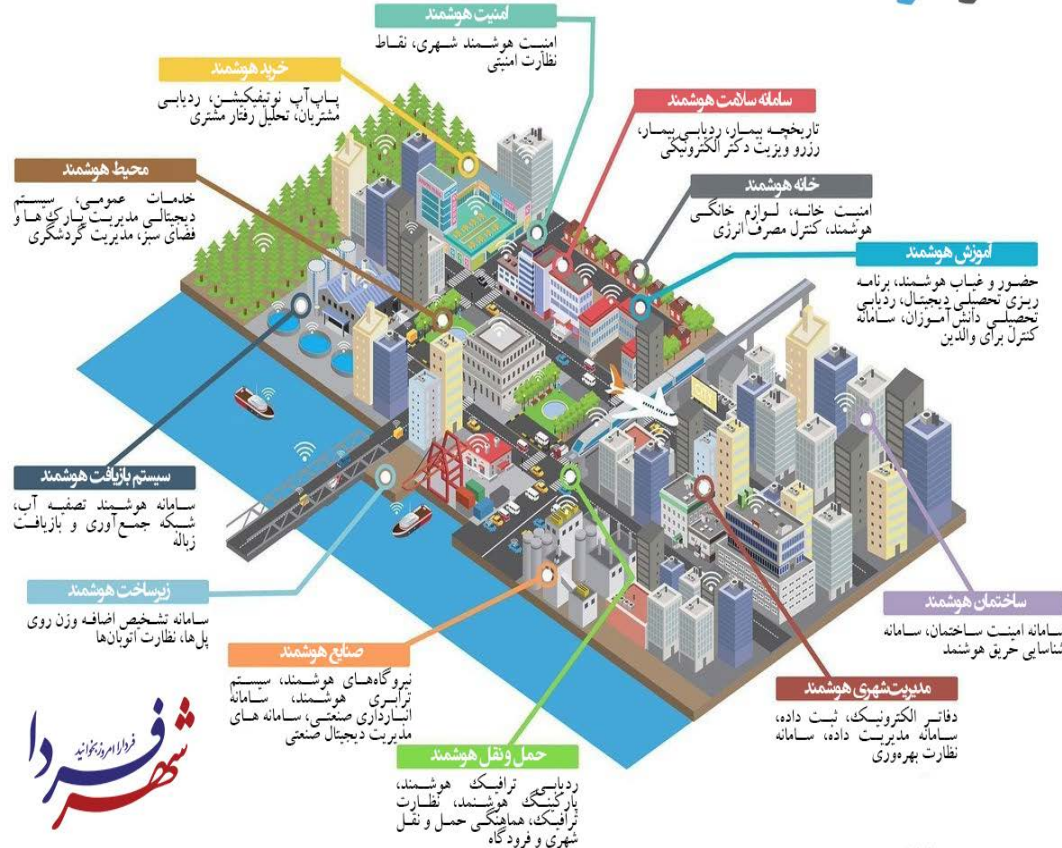 امنیت هوشمند
امنیت هوشمند شهری، نقاط
نظارت امنیتی
خرید هوشمند
پاپ‌آپ نوتیفیکیشن، ردیابی
مشتریان، تحلیل رفتار مشتری
سامانه سلامت هوشمند
تاریخچه بیمار، ردیابی بیمار،
رزرو ویزیت دکتر الکترونیکی
محیط هوشمند
خدمات عمومی، سیستم
دیجیتالی مدیریت پارک‌ها و
فضای سبز، مدیریت گردشگری
خانه هوشمند
امنیت خانه، لوازم خانگی
هوشمند، کنترل مصرف انرژی
آموزش هوشمند
حضور و غیاب هوشمند، برنامه
ریزی تحصیلی دیجیتال، ردیابی
تحصیلی دانش‌آموزان، سامانه
کنترل برای والدین
سیستم بازیافت هوشمند
سامانه هوشمند تصفیه آب،
شبکه جمع‌آوری و بازیافت
زباله
زیرساخت هوشمند
سامانه تشخیص اضافه وزن روی
پل‌ها، نظارت اتوبان‌ها
ساختمان هوشمند
سامانه امینت ساختمان، سامانه
شناسایی حریق هوشنمد
صنایع هوشمند
نیروگاه‌های هوشمند، سیستم
ترابری هوشمند، سامانه
انبارداری صنعتی، سامانه های
مدیریت دیجیتال صنعتی
مدیریت‌شهری هوشمند
دفاتر الکترونیک، ثبت داده،
سامانه مدیریت داده، سامانه
نظارت بهره‌وری
حمل و نقل هوشمند
ردیابی ترافیک هوشمند،
پارکینگ هوشنمد، نظارت
ترافیک، هماهنگی حمل و نقل
شهری و فرودگاه
شهر فردا
فردا را امروز بخوانید